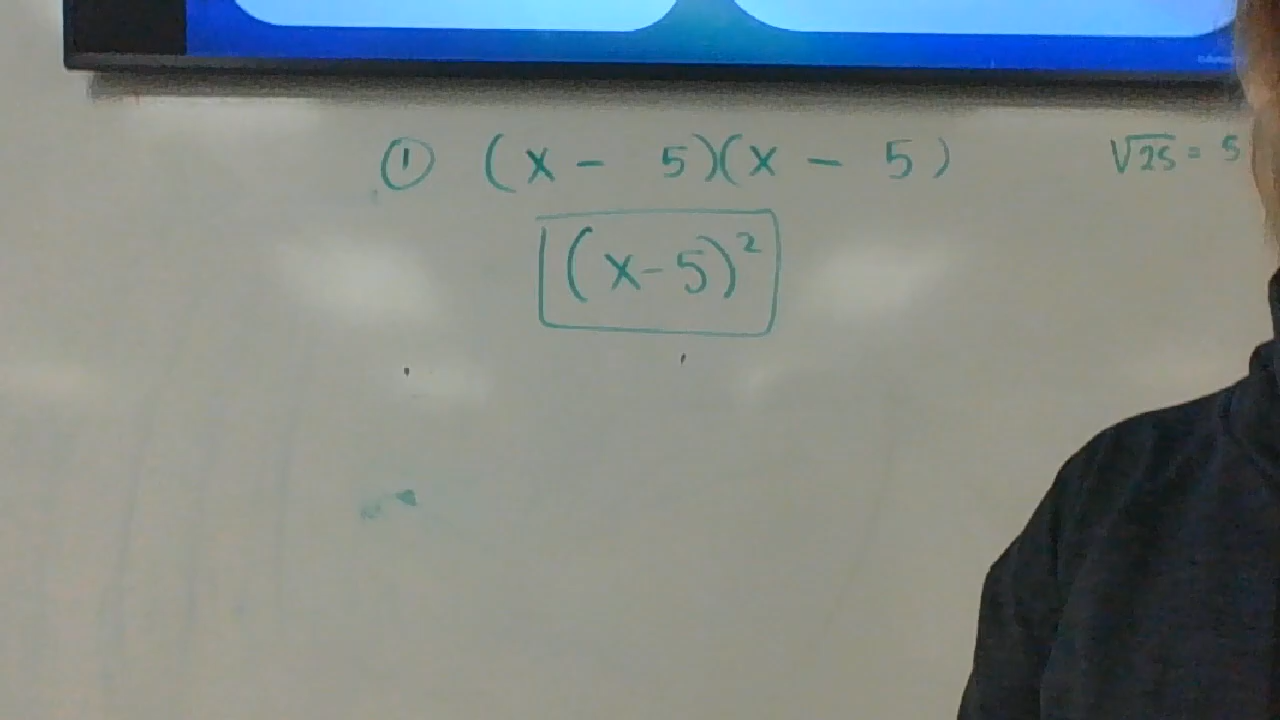 ① (x - 5)(x - 5) √25 = 5
(x-5)²